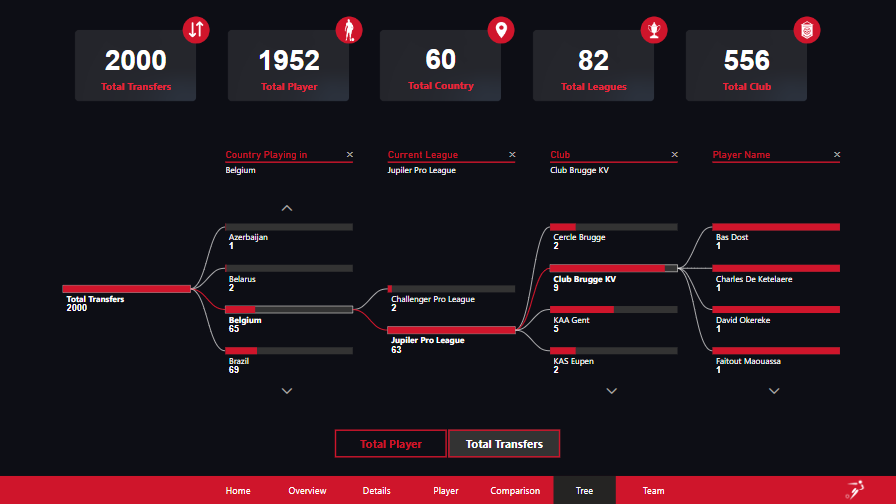 2000
Total Transfers
1952
Total Player
60
Total Country
82
Total Leagues
556
Total Club
Country Playing in
Belgium
Current League
Jupiler Pro League
Club
Club Brugge KV
Player Name
Total Transfers
2000
Azerbaijan
1
Belarus
2
Belgium
65
Brazil
69
Challenger Pro League
2
Jupiler Pro League
63
Cercle Brugge
2
Club Brugge KV
9
KAA Gent
5
KAS Eupen
2
Bas Dost
1
Charles De Ketelaere
1
David Okereke
1
Faitout Maouassa
1
Total Player
Total Transfers
Home
Overview
Details
Player
Comparison
Tree
Team